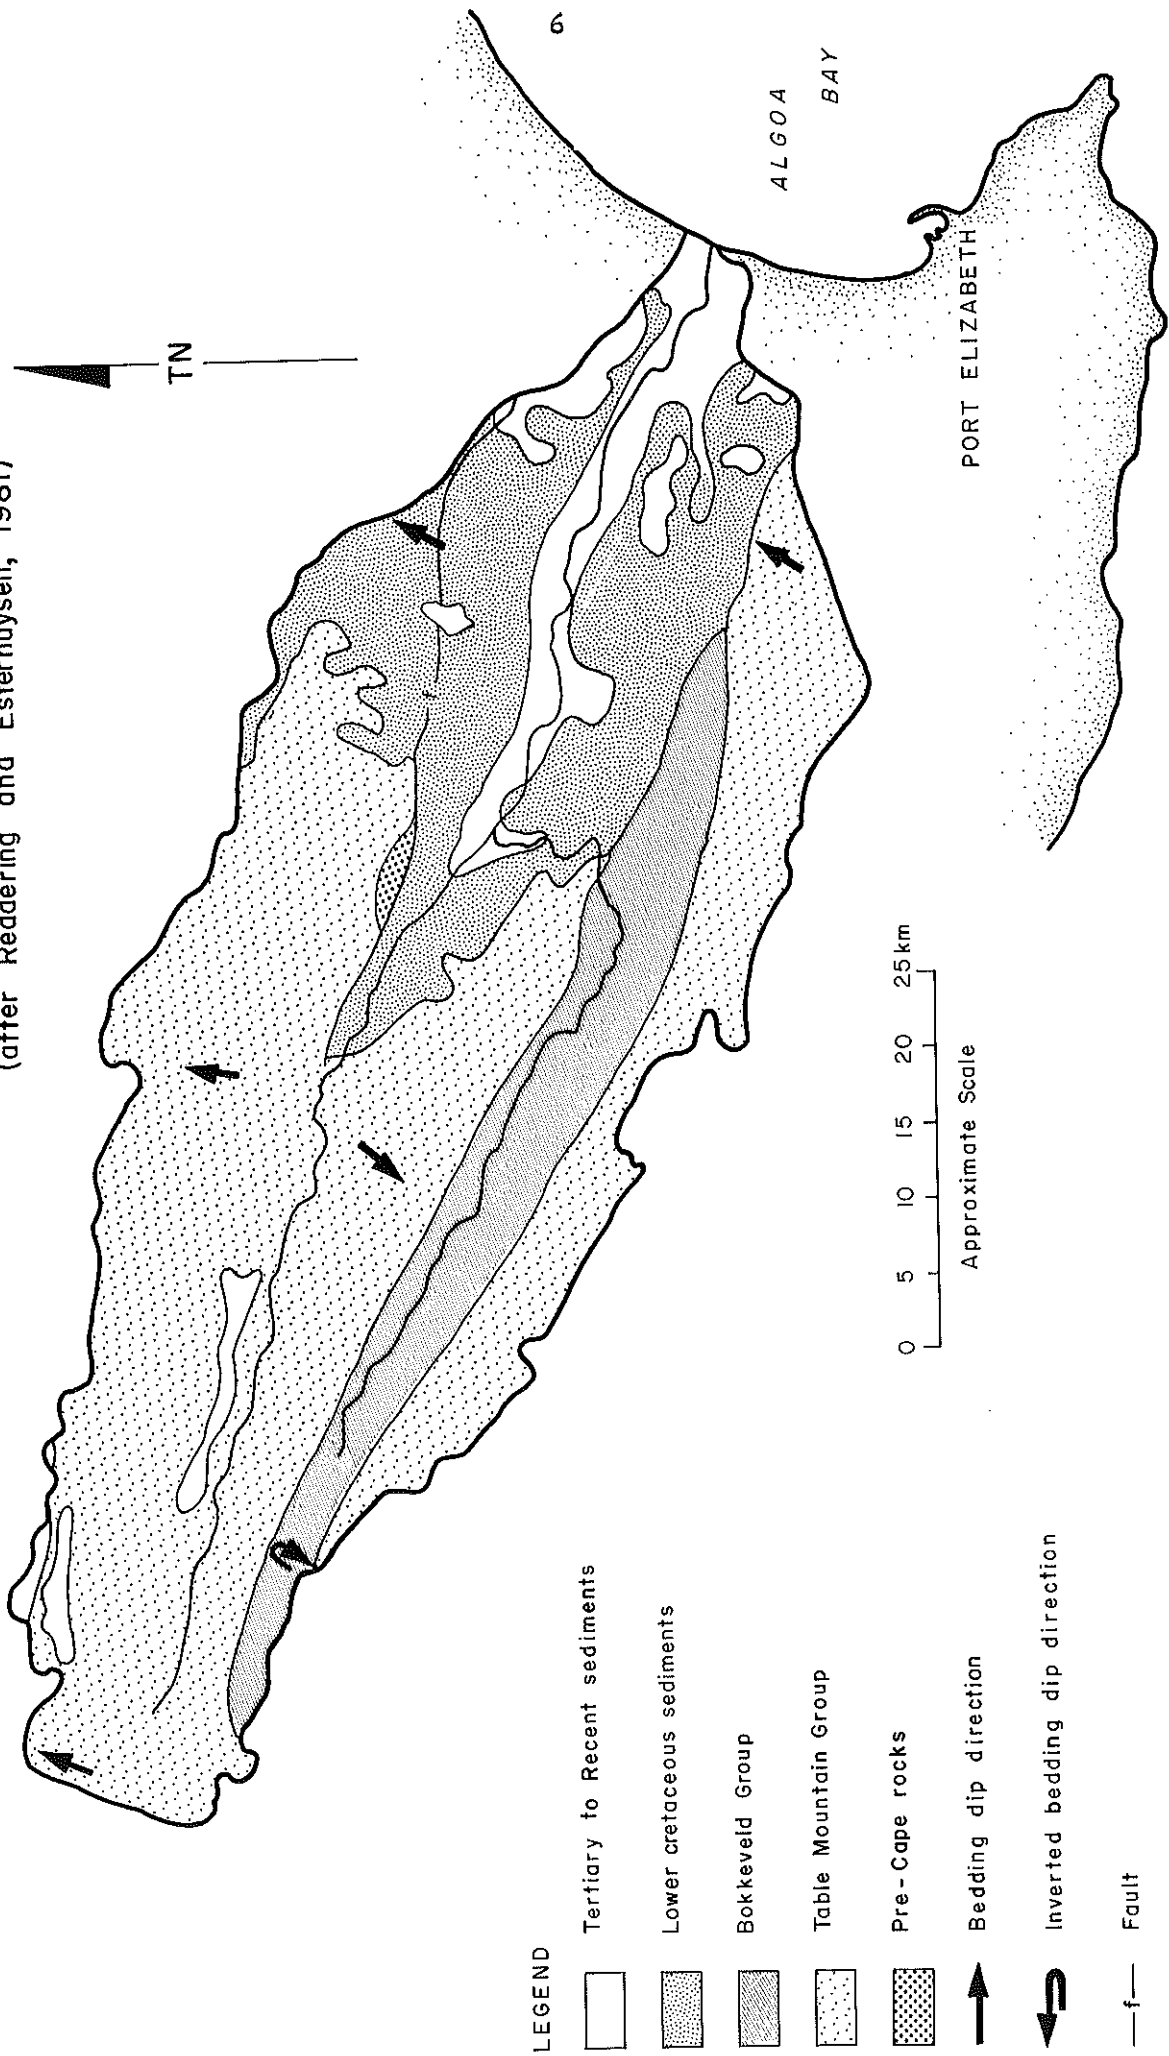 (after Reddering and Esterhuysen, 1981)
6
TN
ALGOA
BAY
PORT ELIZABETH
0 5 10 15 20 25km
Approximate Scale
LEGEND
Tertiary to Recent sediments
Lower cretaceous sediments
Bokkeveld Group
Table Mountain Group
Pre-Cape rocks
Bedding dip direction
Inverted bedding dip direction
f
Fault